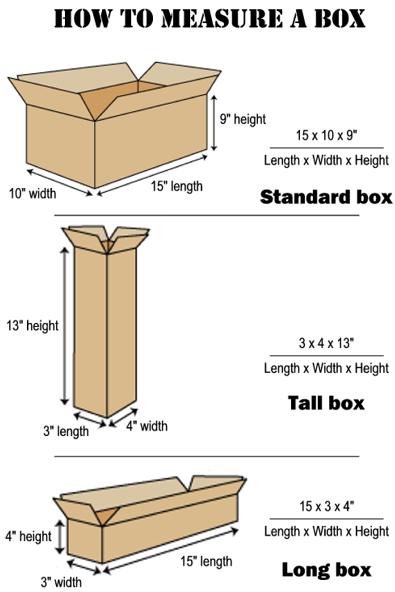 HOW TO MEASURE A BOX
9" height
15 x 10 x 9"
Length x Width x Height
10" width
15" length
Standard box
13" height
3 x 4 x 13"
Length x Width x Height
3" length
4" width
Tall box
4" height
15 x 3 x 4"
Length x Width x Height
3" width
15" length
Long box